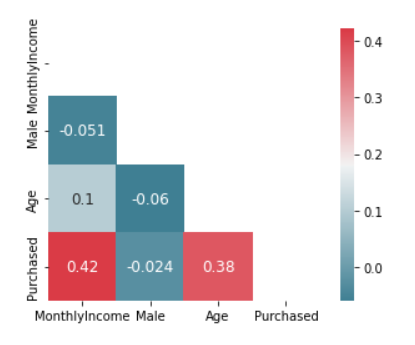 MonthlyIncome
Male
-0.051
Age
0.1
-0.06
Purchased
0.42
-0.024
0.38
MonthlyIncome Male Age Purchased
0.4
0.3
0.2
0.1
0.0